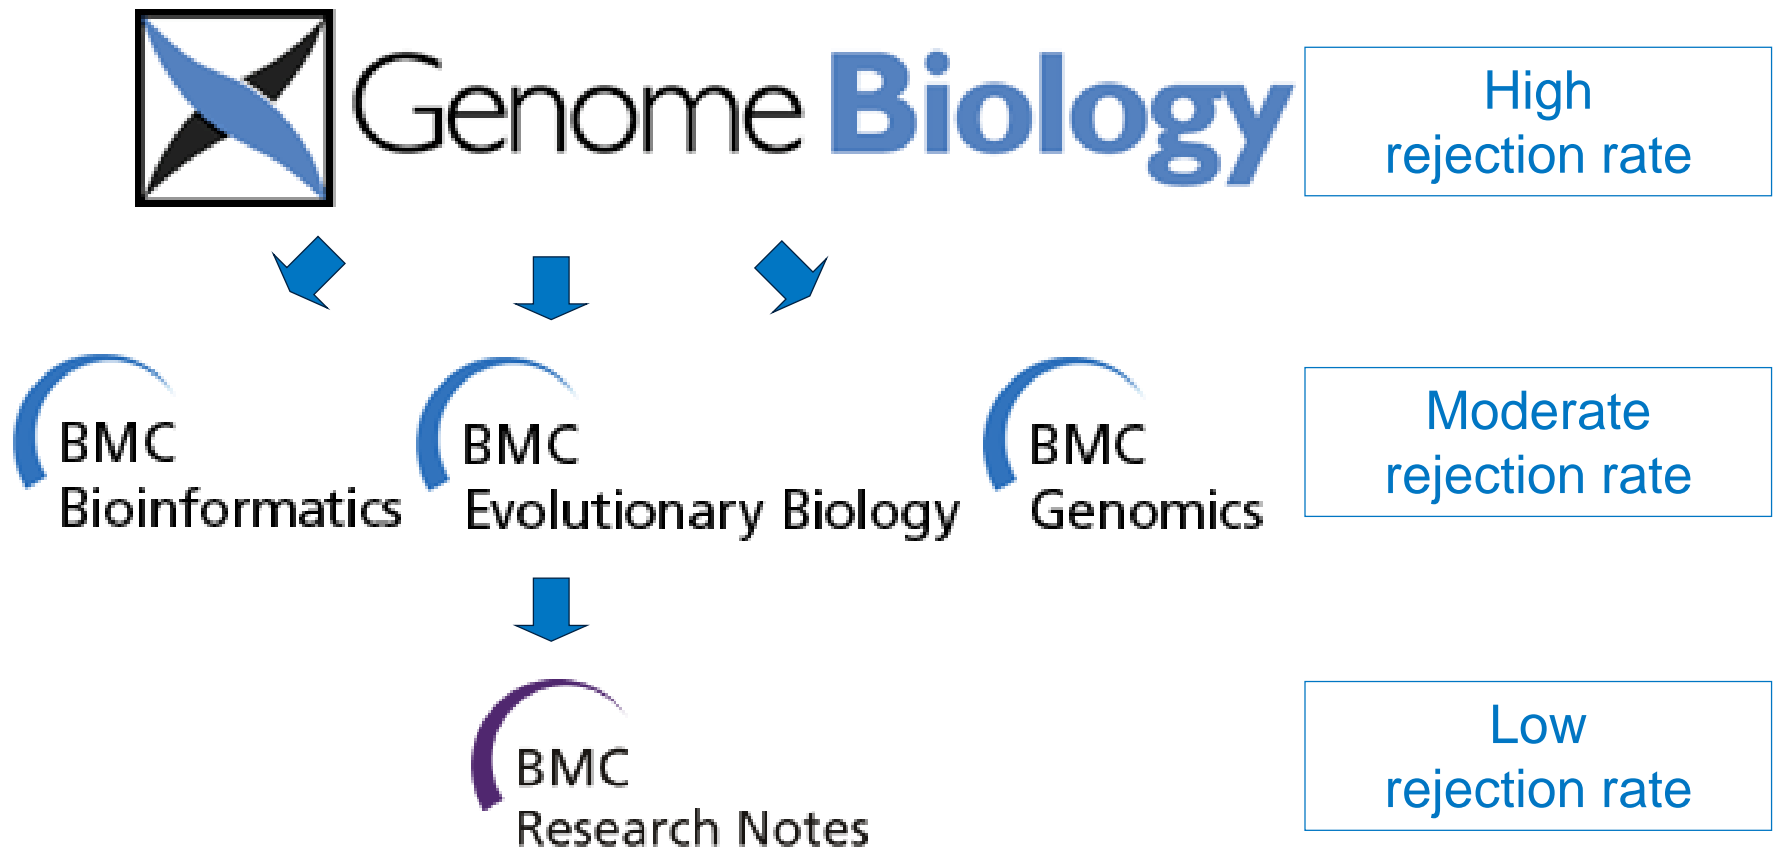 Genome Biology
High
rejection rate
BMC
Bioinformatics
BMC
Evolutionary Biology
BMC
Genomics
Moderate
rejection rate
BMC
Research Notes
Low
rejection rate